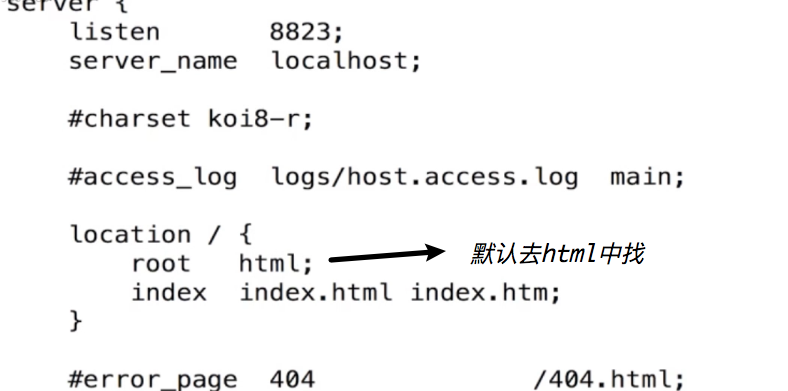 server {
listen 8823;
server_name localhost;
#charset koi8-r;
#access_log logs/host.access.log main;
location / {
root html;
默认去html中找
index index.html index.htm;
}
#error_page 404 /404.html;